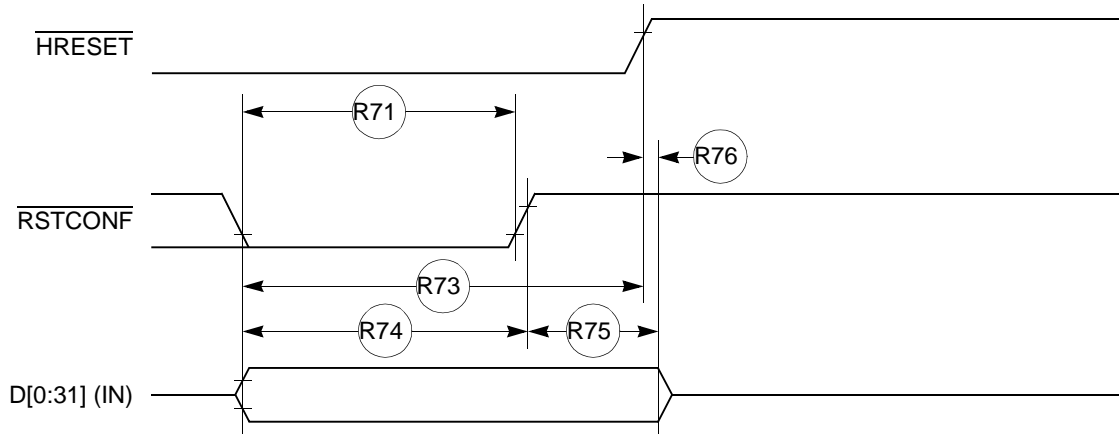 HRESET
R71
R76
RSTCONF
R73
R74
R75
D[0:31] (IN)